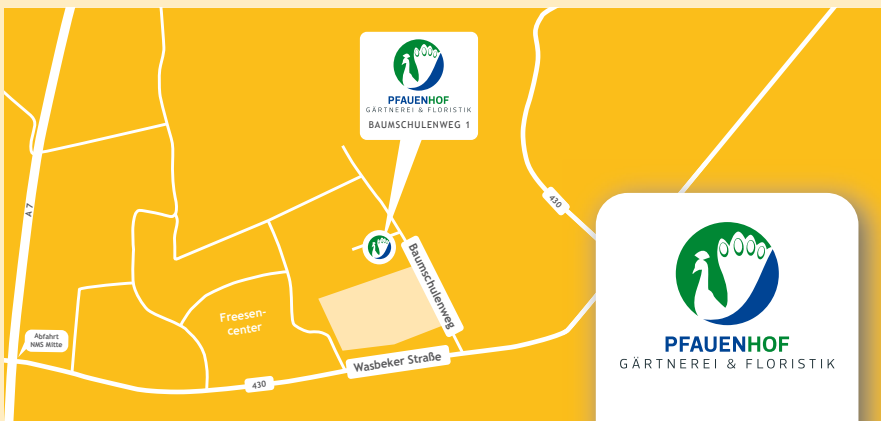 PFAUENHOF
GÄRTNEREI & FLORISTIK
BAUMSCHULENWEG 1
A 7
430
Baumschulenweg
Freesen-
center
Abfahrt
NMS Mitte
Wasbeker Straße
430
PFAUENHOF
GÄRTNEREI & FLORISTIK